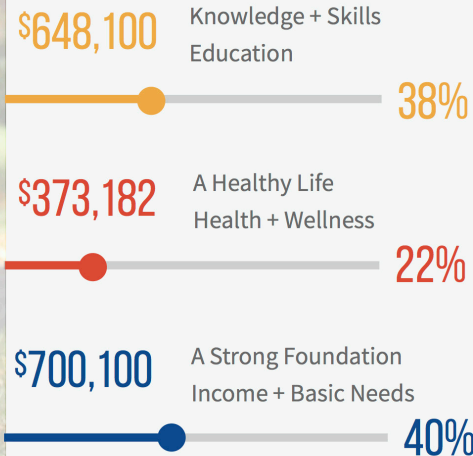 $648,100
Knowledge + Skills
Education
38%
$373,182
A Healthy Life
Health + Wellness
22%
$700,100
A Strong Foundation
Income + Basic Needs
40%